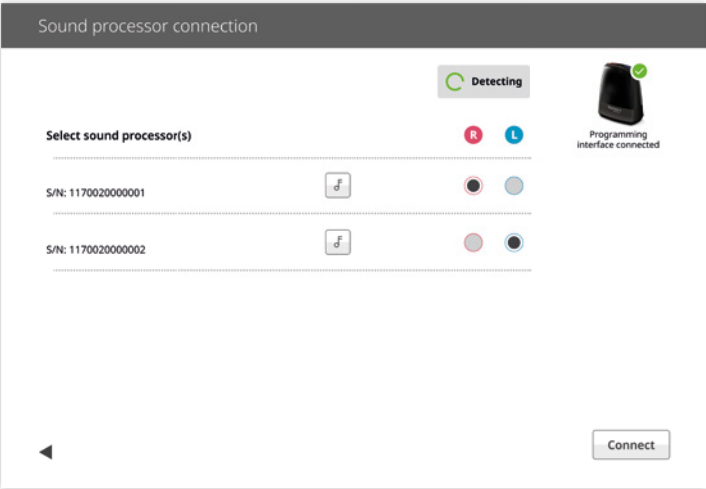 Sound processor connection
Detecting
Select sound processor(s)
R
L
Programming
interface connected
S/N: 1170020000001
S/N: 1170020000002
Connect